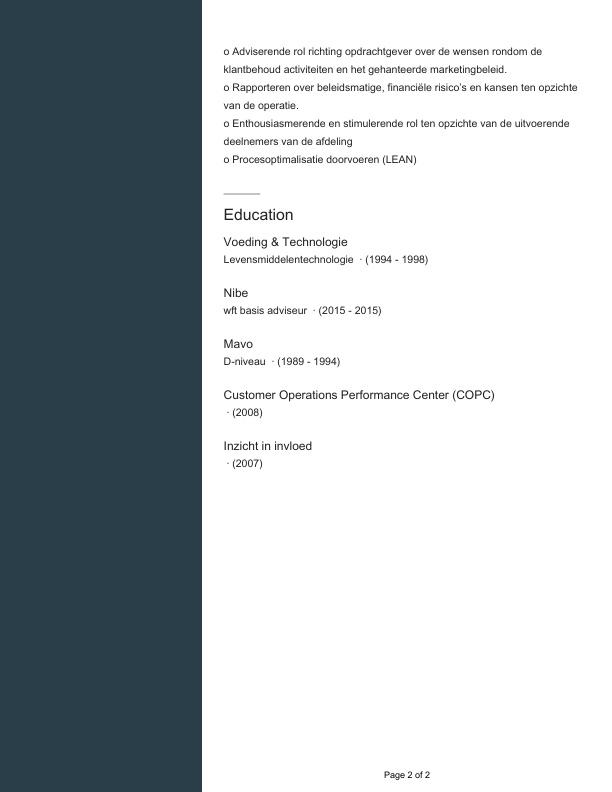 o Adviserende rol richting opdrachtgever over de wensen rondom de
klantbehoud activiteiten en het gehanteerde marketingbeleid.
o Rapporteren over beleidsmatige, financiële risico’s en kansen ten opzichte
van de operatie.
o Enthousiasmerende en stimulerende rol ten opzichte van de uitvoerende
deelnemers van de afdeling
o Procesoptimalisatie doorvoeren (LEAN)
Education
Voeding & Technologie
Levensmiddelentechnologie · (1994 - 1998)
Nibe
wft basis adviseur · (2015 - 2015)
Mavo
D-niveau · (1989 - 1994)
Customer Operations Performance Center (COPC)
· (2008)
Inzicht in invloed
· (2007)
Page 2 of 2